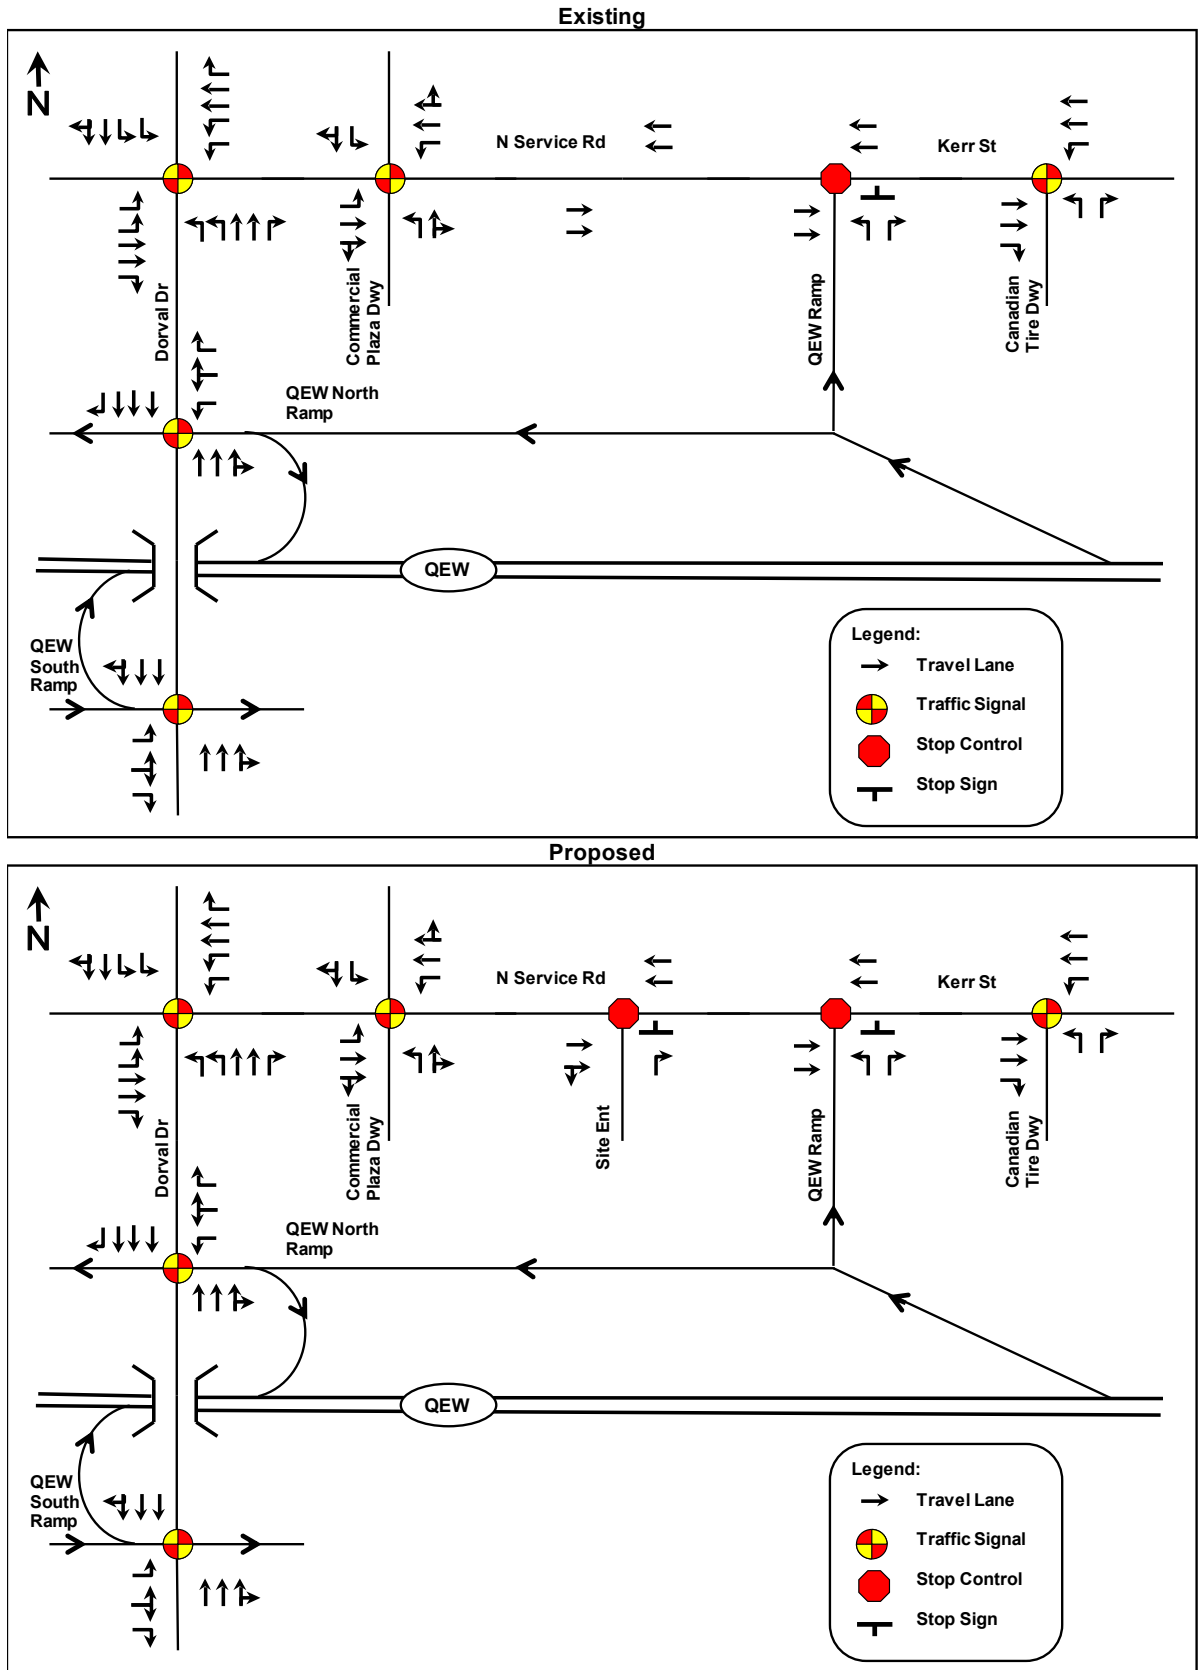 Existing
N
N Service Rd
Kerr St
Dorval Dr
Commercial
Plaza Dwy
QEW Ramp
Canadian
Tire Dwy
QEW North
Ramp
QEW
QEW
South
Ramp
Legend:
Travel Lane
Traffic Signal
Stop Control
Stop Sign
Proposed
N
N Service Rd
Kerr St
Dorval Dr
Commercial
Plaza Dwy
Site Ent
QEW Ramp
Canadian
Tire Dwy
QEW North
Ramp
QEW
QEW
South
Ramp
Legend:
Travel Lane
Traffic Signal
Stop Control
Stop Sign